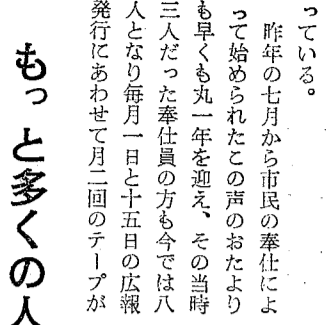 っている。
昨年の七月から市民の奉仕によ
って始められたこの声のおたより
も早くも丸一年を迎え、その当時
三人だった奉仕員の方も今では八
人となり毎月一日と十五日の広報
発行にあわせて月二回のテープが
もっと多くの人